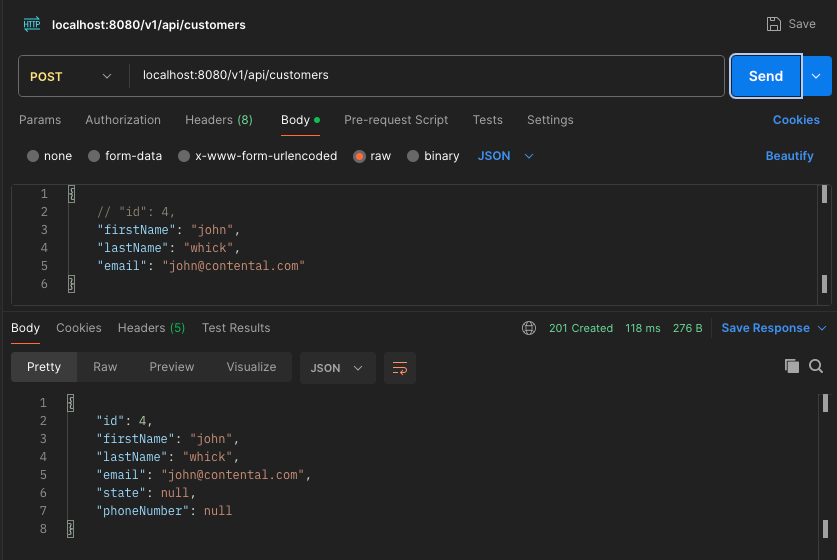 HTTP localhost:8080/v1/api/customers Save
POST localhost:8080/v1/api/customers Send
Params Authorization Headers (8) Body Pre-request Script Tests Settings Cookies
none form-data x-www-form-urlencoded raw binary JSON Beautify
1 {
2 // "id": 4,
3 "firstName": "john",
4 "lastName": "whick",
5 "email": "john@contental.com"
6 }
Body Cookies Headers (5) Test Results 201 Created 118 ms 276 B Save Response
Pretty Raw Preview Visualize JSON
1 {
2 "id": 4,
3 "firstName": "john",
4 "lastName": "whick",
5 "email": "john@contental.com",
6 "state": null,
7 "phoneNumber": null
8 }